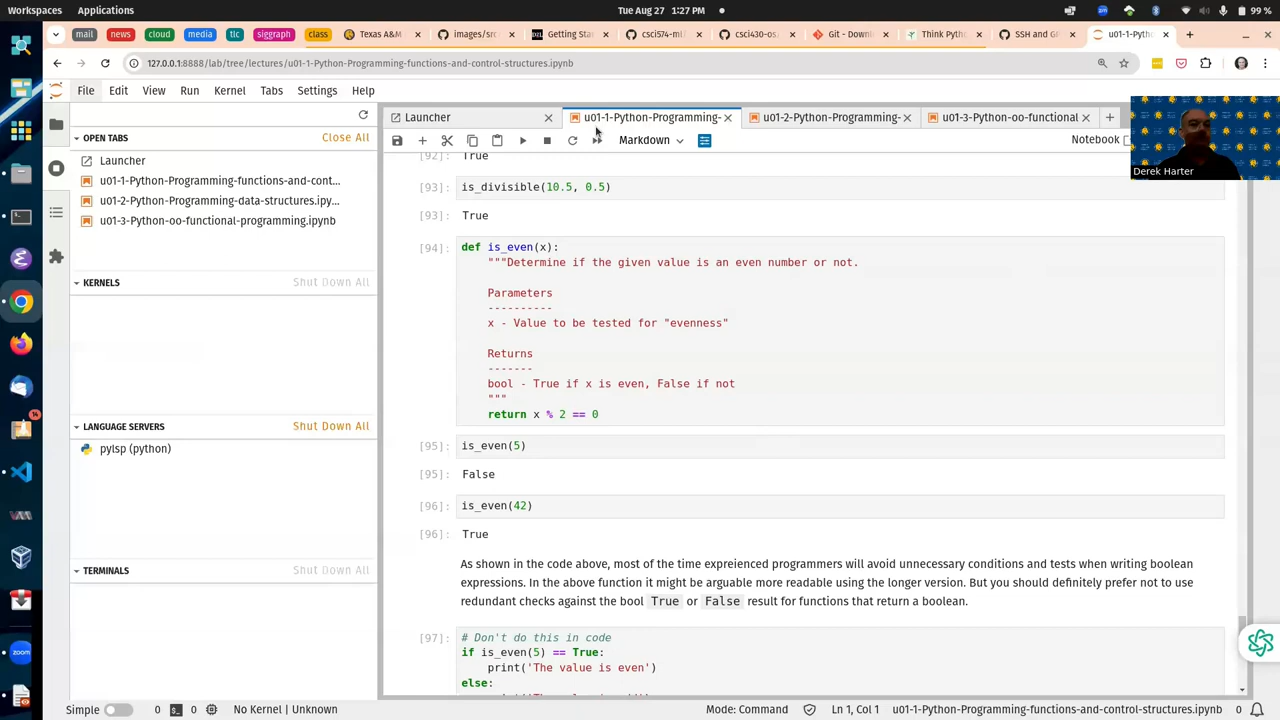 Workspaces Applications Tue Aug 27 1:27 PM 99 %
mail news cloud media tlc siggraph class Texas A&M images/src Getting Sta csci574-ml csci430-os Git - Downl Think Pyth SSH and GP u01-1-Pytho
127.0.0.1:8888/lab/tree/lectures/u01-1-Python-Programming-functions-and-control-structures.ipynb
File Edit View Run Kernel Tabs Settings Help
Launcher u01-1-Python-Programming- u01-2-Python-Programming- u01-3-Python-oo-functional
OPEN TABS Close All
Markdown Notebook
Launcher
u01-1-Python-Programming-functions-and-cont...
u01-2-Python-Programming-data-structures.ipy...
u01-3-Python-oo-functional-programming.ipynb
KERNELS Shut Down All
LANGUAGE SERVERS Shut Down All
pylsp (python)
TERMINALS Shut Down All
14
zoom
Derek Harter
[92]: True
[93]: is_divisible(10.5, 0.5)
[93]: True
[94]: def is_even(x):
"""Determine if the given value is an even number or not.
Parameters
----------
x - Value to be tested for "evenness"
Returns
-------
bool - True if x is even, False if not
"""
return x % 2 == 0
[95]: is_even(5)
[95]: False
[96]: is_even(42)
[96]: True
As shown in the code above, most of the time expreienced programmers will avoid unnecessary conditions and tests when writing boolean
expressions. In the above function it might be arguable more readable using the longer version. But you should definitely prefer not to use
redundant checks against the bool True or False result for functions that return a boolean.
[97]: # Don't do this in code
if is_even(5) == True:
print('The value is even')
else:
Simple 0 0 No Kernel | Unknown Mode: Command Ln 1, Col 1 u01-1-Python-Programming-functions-and-control-structures.ipynb 0